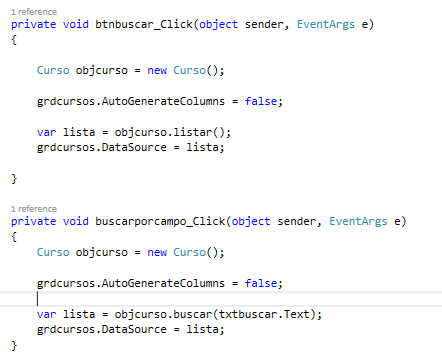 1 reference
private void btnbuscar_Click(object sender, EventArgs e)
{
Curso objcurso = new Curso();
grdcursos.AutoGenerateColumns = false;
var lista = objcurso.listar();
grdcursos.DataSource = lista;
}
1 reference
private void buscarporcampo_Click(object sender, EventArgs e)
{
Curso objcurso = new Curso();
grdcursos.AutoGenerateColumns = false;
var lista = objcurso.buscar(txtbuscar.Text);
grdcursos.DataSource = lista;
}